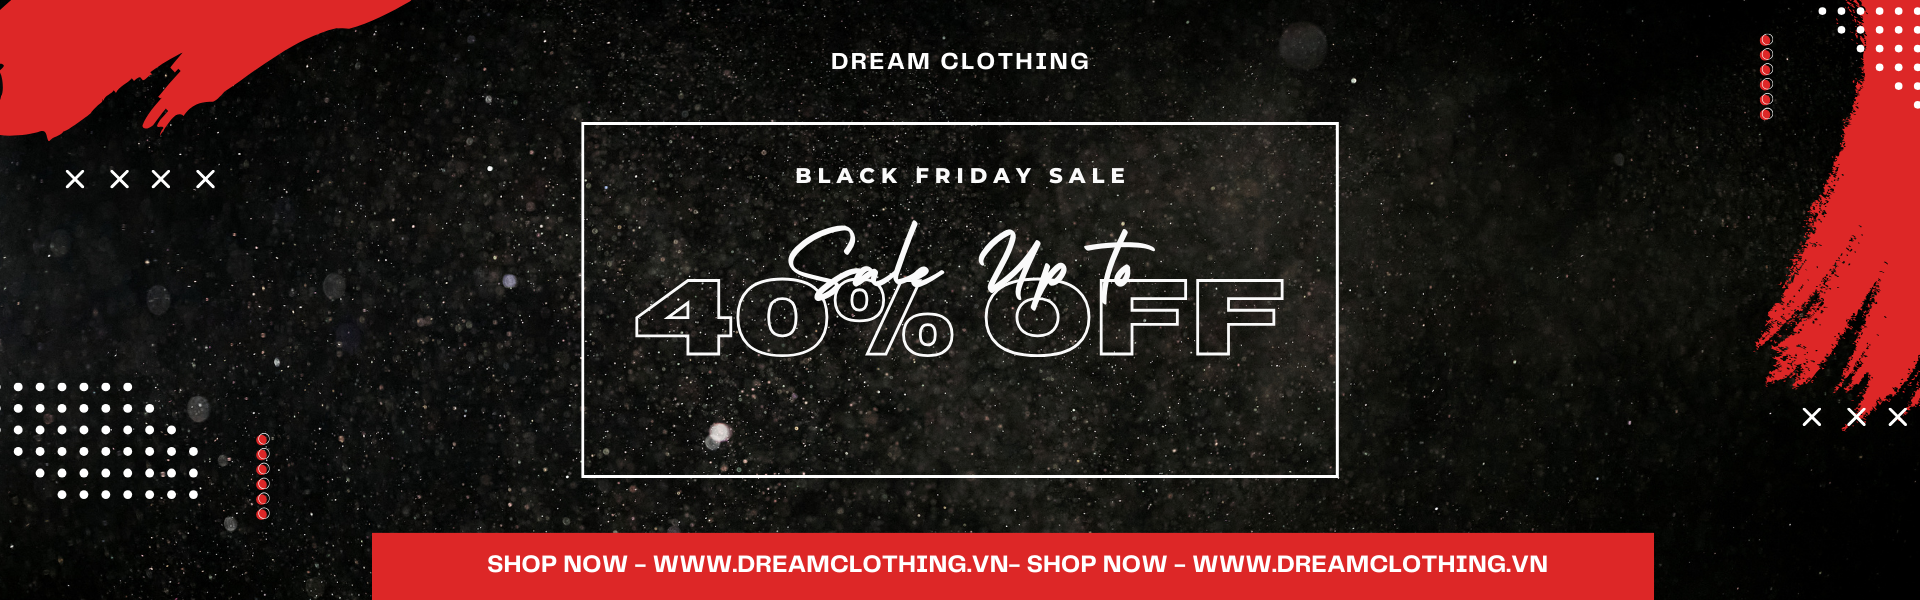 DREAM CLOTHING
BLACK FRIDAY SALE
Sale Up to
40% OFF
SHOP NOW – WWW.DREAMCLOTHING.VN– SHOP NOW – WWW.DREAMCLOTHING.VN